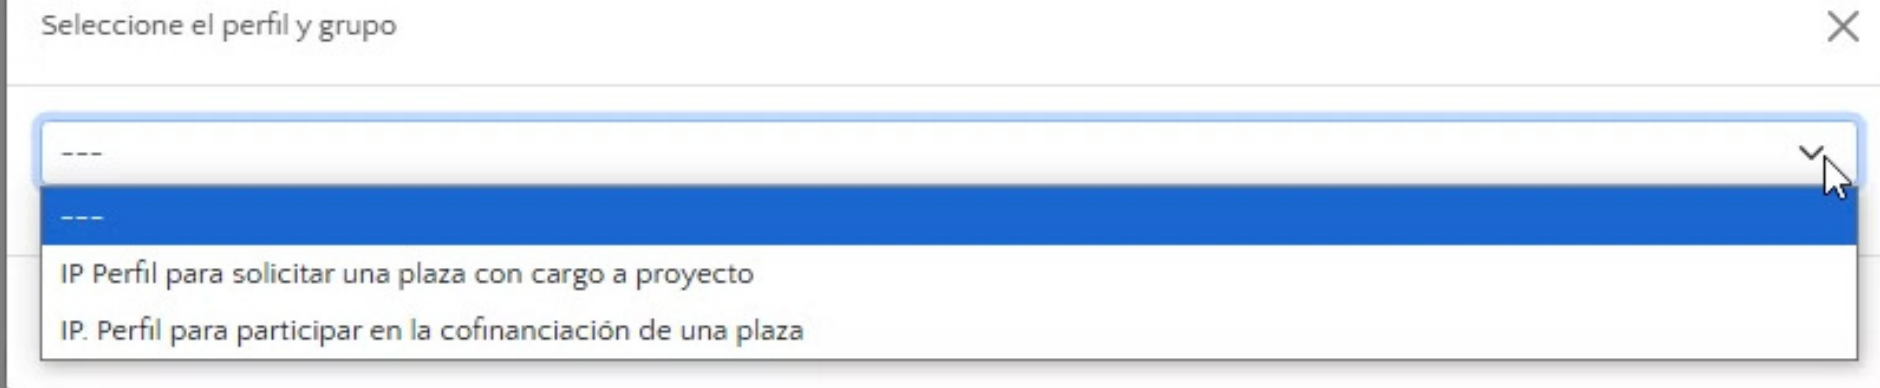 Seleccione el perfil y grupo
---
---
IP Perfil para solicitar una plaza con cargo a proyecto
IP. Perfil para participar en la cofinanciación de una plaza